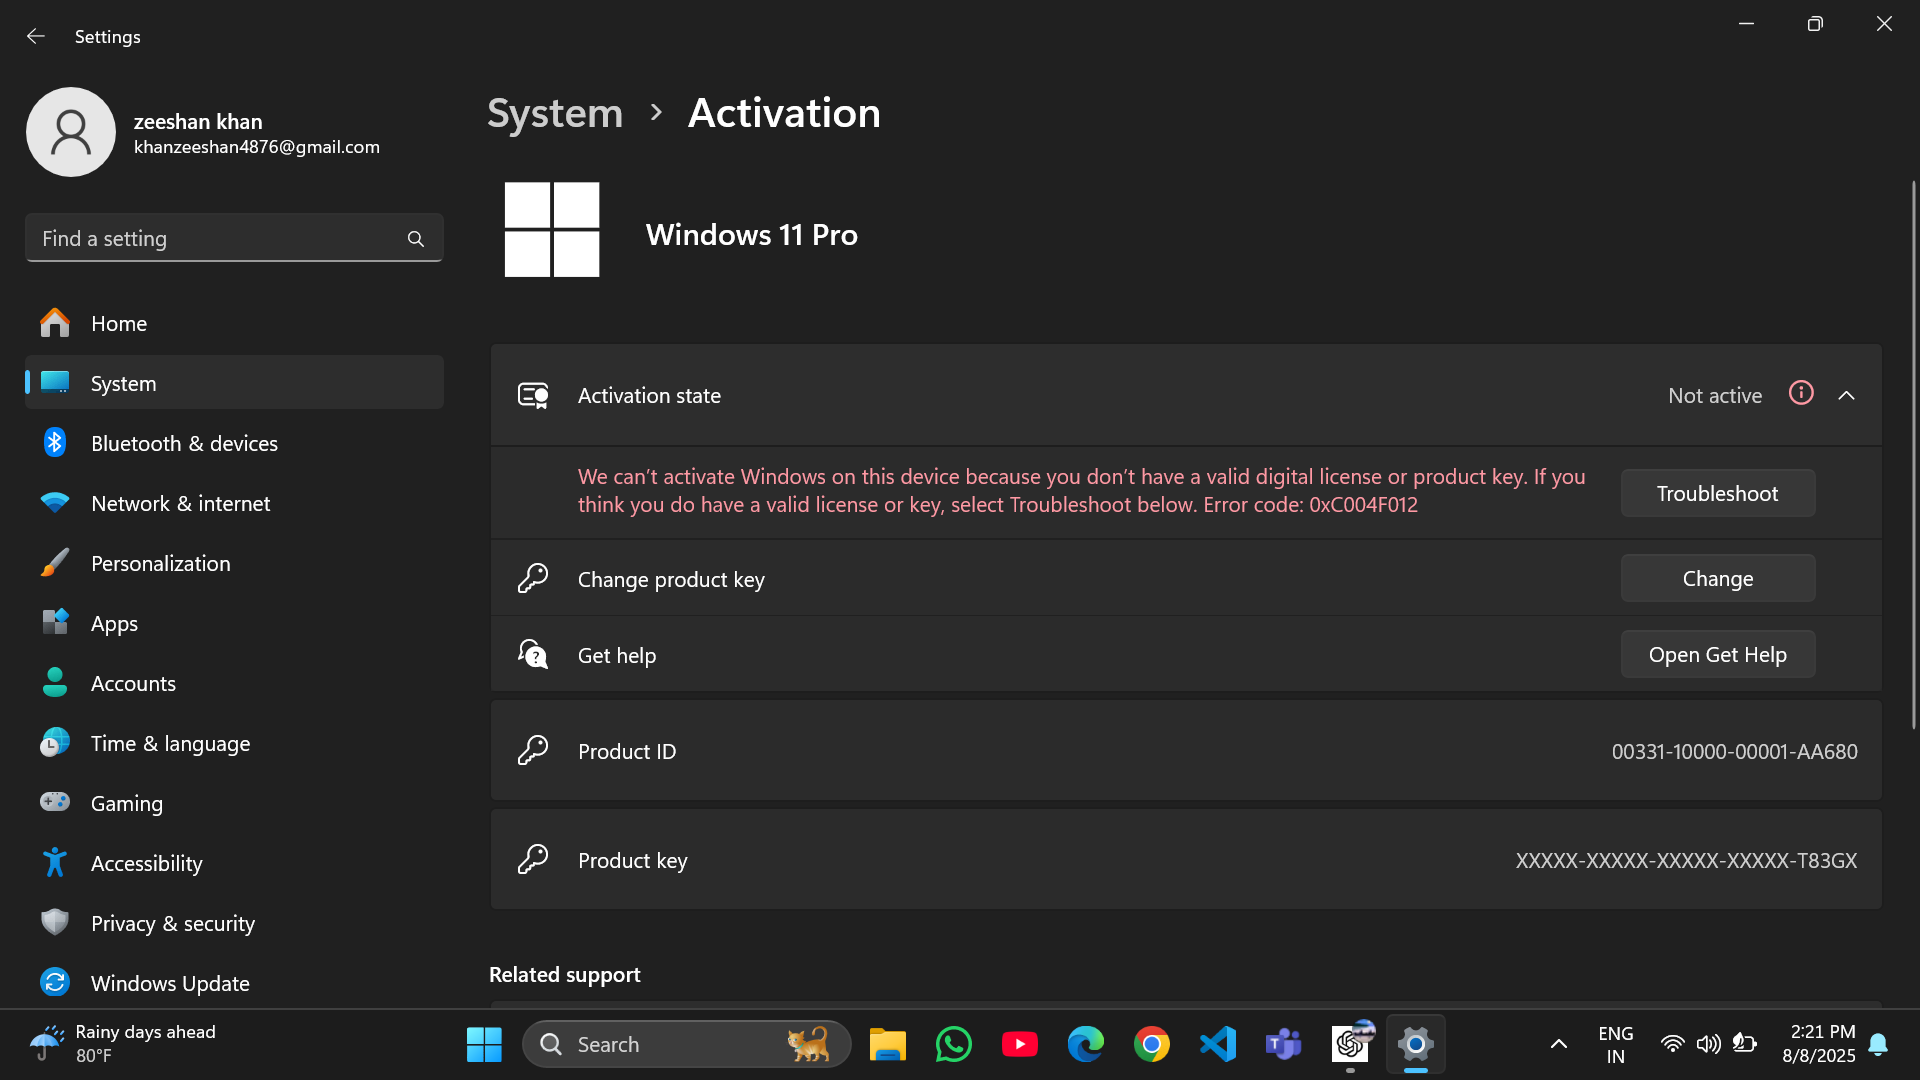 Settings
zeeshan khan
khanzeeshan4876@gmail.com
Find a setting
Home
System
Bluetooth & devices
Network & internet
Personalization
Apps
Accounts
Time & language
Gaming
Accessibility
Privacy & security
Windows Update
System > Activation
Windows 11 Pro
Activation state
Not active
We can't activate Windows on this device because you don't have a valid digital license or product key. If you
think you do have a valid license or key, select Troubleshoot below. Error code: 0xC004F012
Troubleshoot
Change product key
Change
Get help
Open Get Help
Product ID
00331-10000-00001-AA680
Product key
XXXXX-XXXXX-XXXXX-XXXXX-T83GX
Related support
Rainy days ahead
80°F
Search
ENG
IN
2:21 PM
8/8/2025